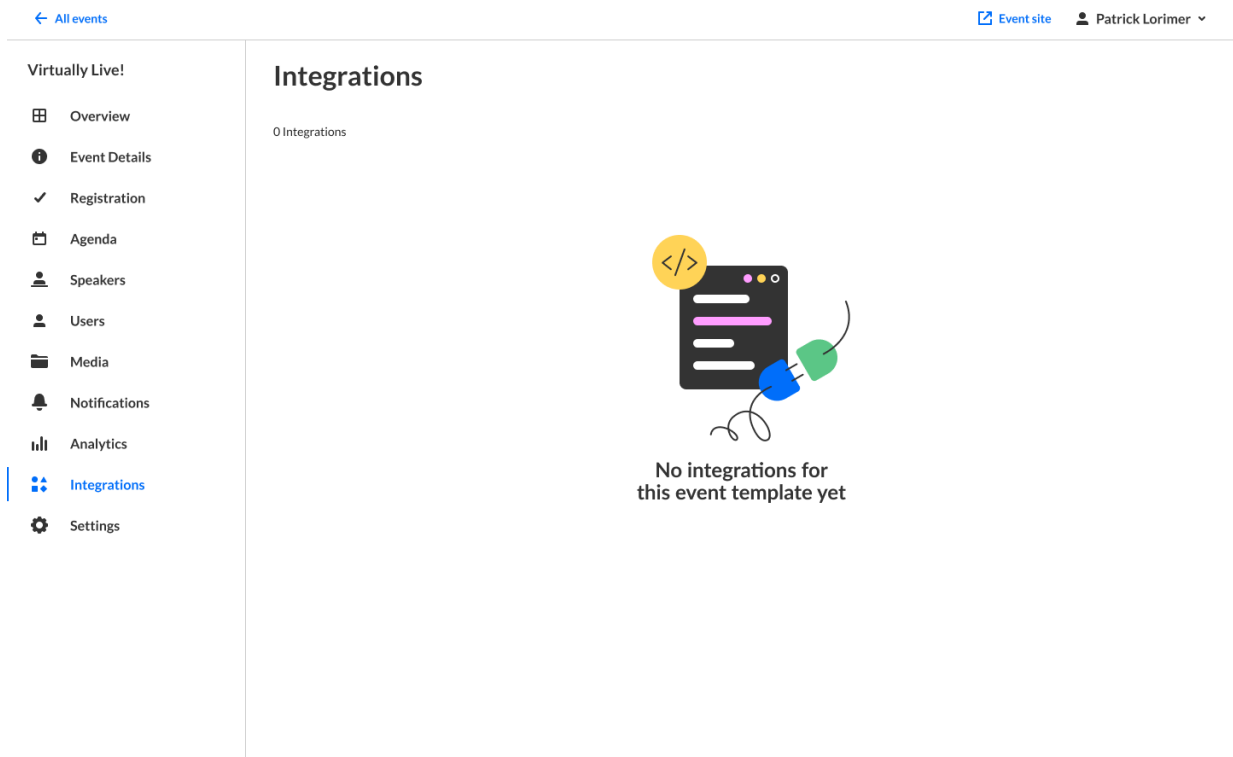 All events
Event site
Patrick Lorimer
Virtually Live!
Overview
Event Details
Registration
Agenda
Speakers
Users
Media
Notifications
Analytics
Integrations
Settings
Integrations
0 Integrations
</>
No integrations for
this event template yet